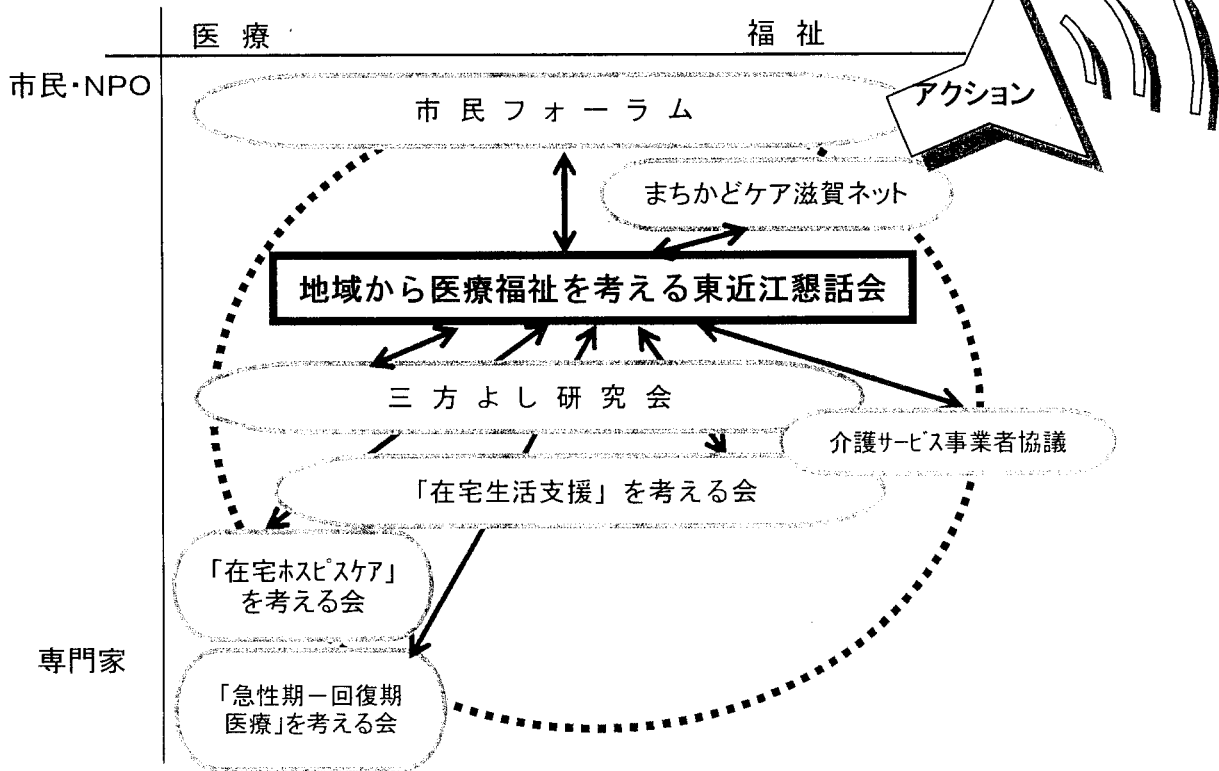 医療
福祉
市民・NPO
市民フォーラム
アクション
まちかどケア滋賀ネット
地域から医療福祉を考える東近江懇話会
三方よし研究会
介護サービス事業者協議
「在宅生活支援」を考える会
「在宅ホスピスケア」
を考える会
専門家
「急性期－回復期
医療」を考える会